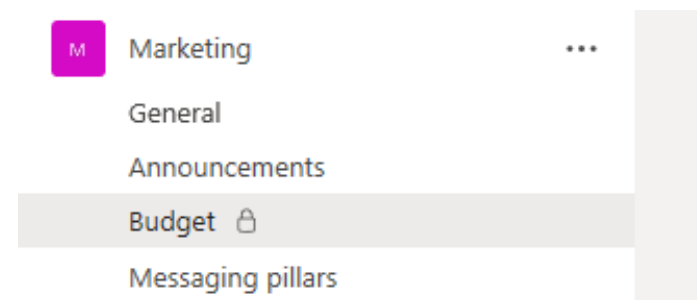 M Marketing ...
General
Announcements
Budget
Messaging pillars